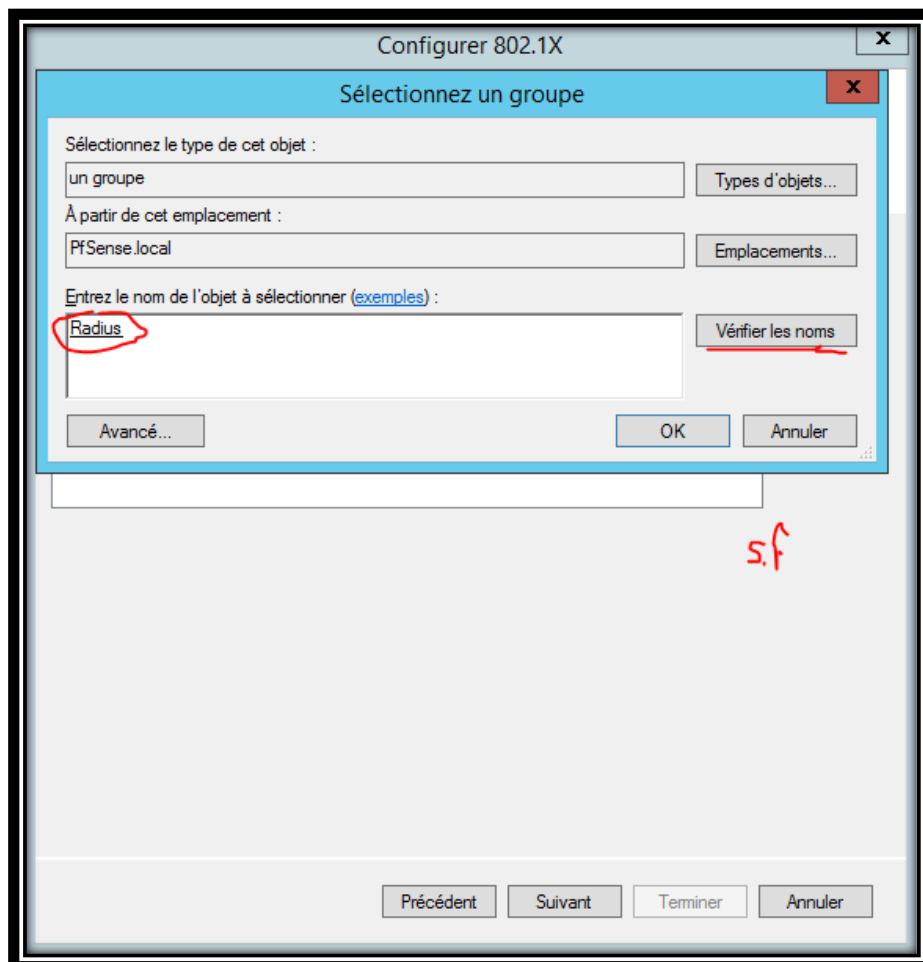 Configurer 802.1X
x
Sélectionnez un groupe
x
Sélectionnez le type de cet objet :
un groupe
Types d'objets...
À partir de cet emplacement :
PfSense.local
Emplacements...
Entrez le nom de l'objet à sélectionner (exemples) :
Radius
Vérifier les noms
Avancé...
OK
Annuler
s.f
Précédent
Suivant
Terminer
Annuler